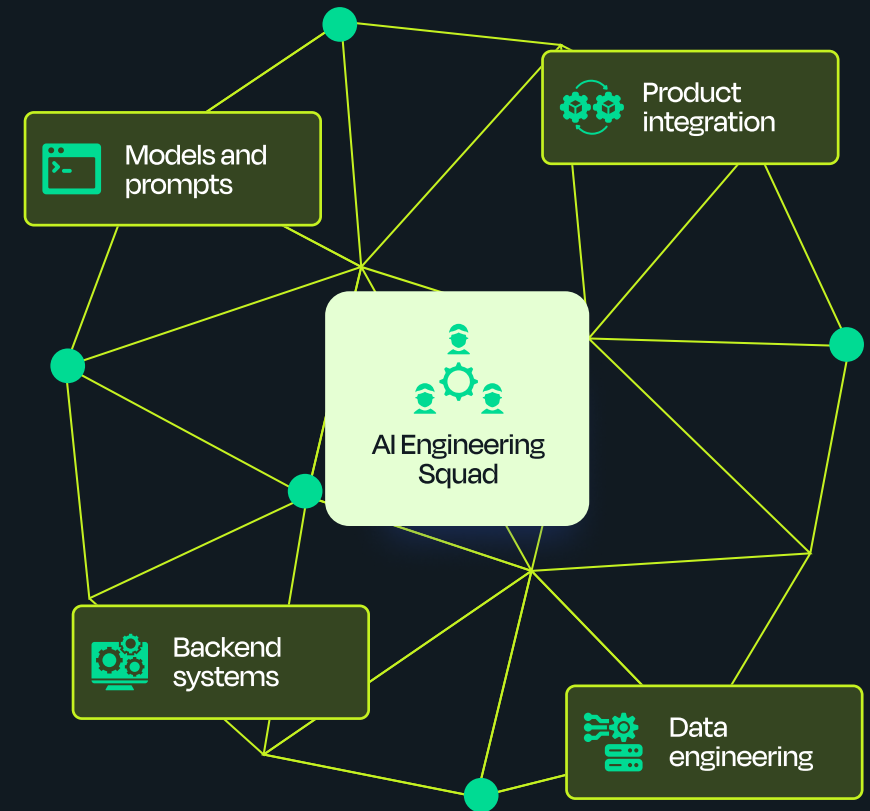 Product
integration
Models and
prompts
AI Engineering
Squad
Backend
systems
Data
engineering